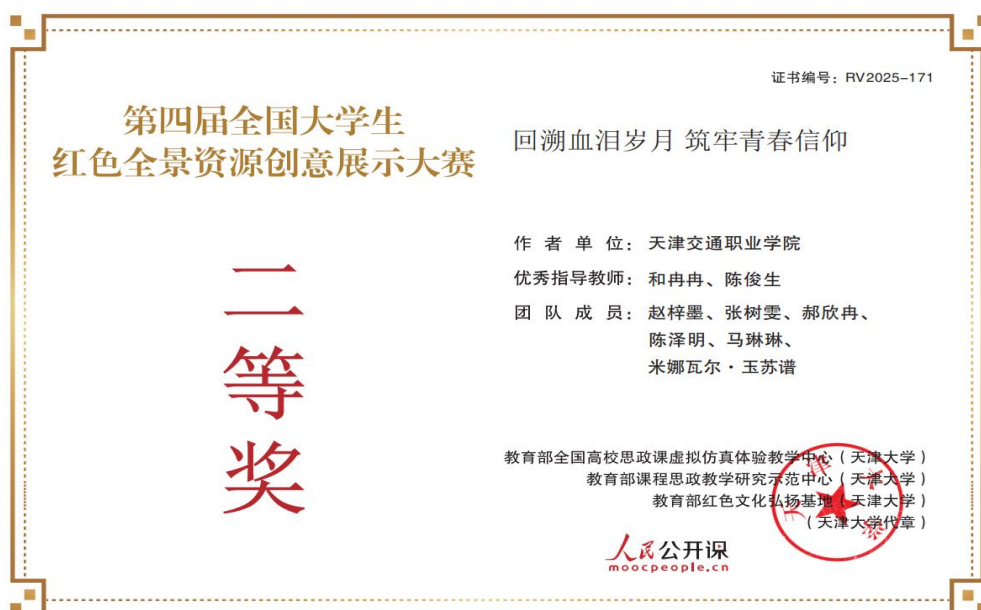 证书编号：RV2025-171
第四届全国大学生
红色全景资源创意展示大赛
二等奖
回溯血泪岁月 筑牢青春信仰
作者单位：天津交通职业学院
优秀指导教师：和冉冉、陈俊生
团队成员：赵梓墨、张树雯、郝欣冉、
陈泽明、马琳琳、
米娜瓦尔·玉苏谱
教育部全国高校思政课虚拟仿真体验教学中心（天津大学）
教育部课程思政教学研究示范中心（天津大学）
教育部红色文化弘扬基地（天津大学）
（天津大学代章）
天津大学
人民公开课
moocpeople.cn